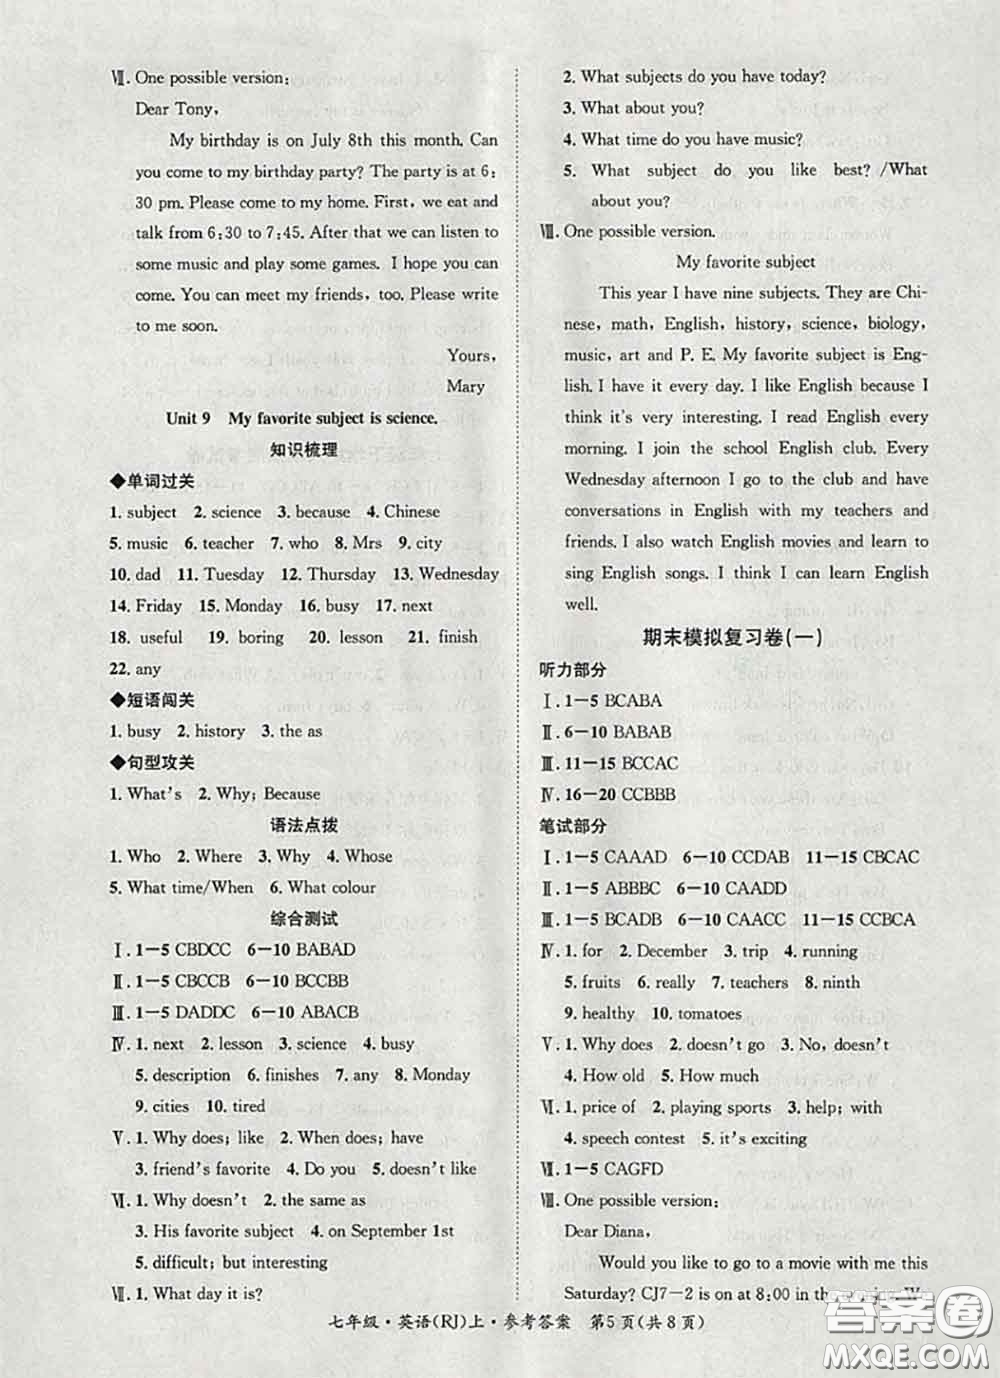 Ⅷ. One possible version:
Dear Tony,
My birthday is on July 8th this month. Can
you come to my birthday party? The party is at 6:
30 pm. Please come to my home. First, we eat and
talk from 6:30 to 7:45. After that we can listen to
some music and play some games. I hope you can
come. You can meet my friends, too. Please write
to me soon.
Yours,
Mary
Unit 9 My favorite subject is science.
知识梳理
◆单词过关
1. subject 2. science 3. because 4. Chinese
5. music 6. teacher 7. who 8. Mrs 9. city
10. dad 11. Tuesday 12. Thursday 13. Wednesday
14. Friday 15. Monday 16. busy 17. next
18. useful 19. boring 20. lesson 21. finish
22. any
◆短语闯关
1. busy 2. history 3. the as
◆句型攻关
1. What's 2. Why; Because
语法点拨
1. Who 2. Where 3. Why 4. Whose
5. What time/When 6. What colour
综合测试
Ⅰ. 1-5 CBDCC 6-10 BABAD
Ⅱ. 1-5 CBCCB 6-10 BCCBB
Ⅲ. 1-5 DADDC 6-10 ABACB
Ⅳ. 1. next 2. lesson 3. science 4. busy
5. description 6. finishes 7. any 8. Monday
9. cities 10. tired
Ⅴ. 1. Why does; like 2. When does; have
3. friend's favorite 4. Do you 5. doesn't like
Ⅵ. 1. Why doesn't 2. the same as
3. His favorite subject 4. on September 1st
5. difficult; but interesting
Ⅶ. 1. What day it is?
2. What subjects do you have today?
3. What about you?
4. What time do you have music?
5. What subject do you like best? /What
about you?
Ⅷ. One possible version.
My favorite subject
This year I have nine subjects. They are Chi-
nese, math, English, history, science, biology,
music, art and P. E. My favorite subject is Eng-
lish. I have it every day. I like English because I
think it's very interesting. I read English every
morning. I join the school English club. Every
Wednesday afternoon I go to the club and have
conversations in English with my teachers and
friends. I also watch English movies and learn to
sing English songs. I think I can learn English
well.
期末模拟复习卷(一)
听力部分
Ⅰ. 1-5 BCABA
Ⅱ. 6-10 BABAB
Ⅲ. 11-15 BCCAC
Ⅳ. 16-20 CCBBB
笔试部分
Ⅰ. 1-5 CAAAD 6-10 CCDAB 11-15 CBCAC
Ⅱ. 1-5 ABBBC 6-10 CAADD
Ⅲ. 1-5 BCADB 6-10 CAACC 11-15 CCBCA
Ⅳ. 1. for 2. December 3. trip 4. running
5. fruits 6. really 7. teachers 8. ninth
9. healthy 10. tomatoes
Ⅴ. 1. Why does 2. doesn't go 3. No, doesn't
4. How old 5. How much
Ⅵ. 1. price of 2. playing sports 3. help; with
4. speech contest 5. it's exciting
Ⅶ. 1-5 CAGFD
Ⅷ. One possible version:
Dear Diana,
Would you like to go to a movie with me this
Saturday? CJ7-2 is on at 8:00 in the
七年级·英语(RJ)上·参考答案 第5页(共8页)
答案圈
MXQE.COM